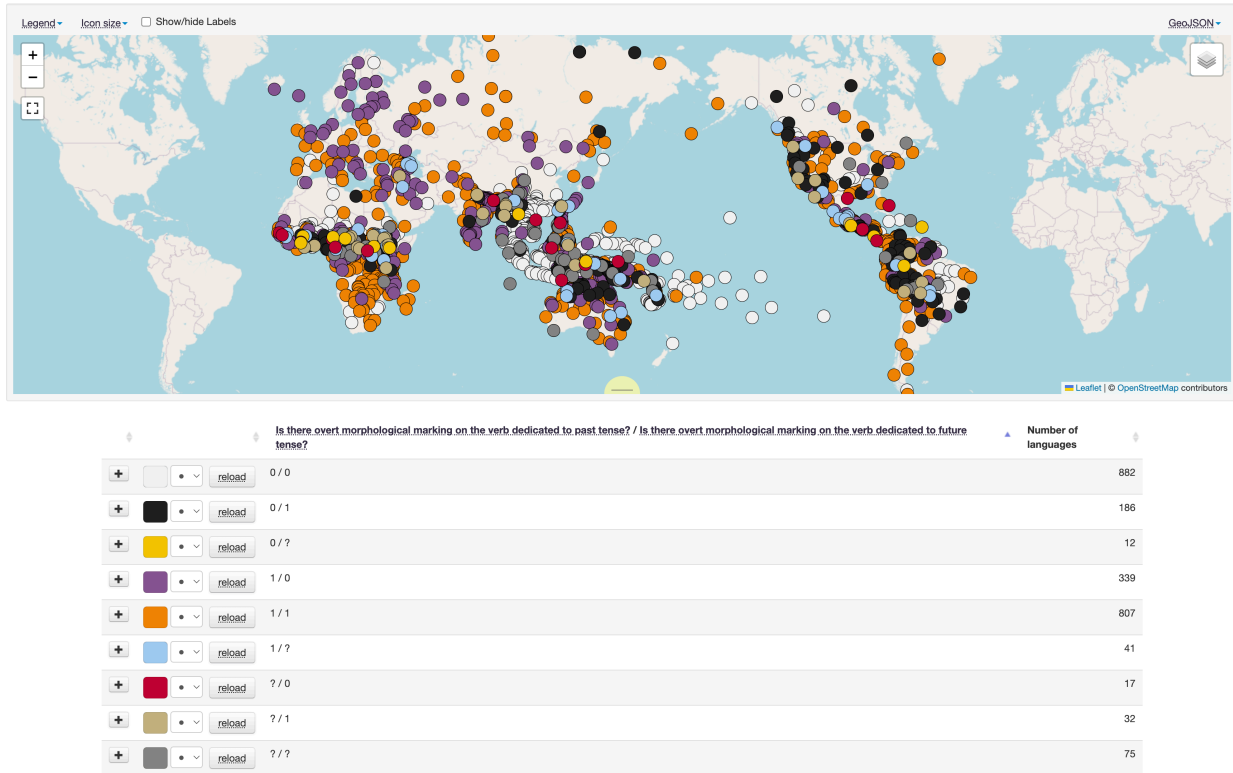 Legend Icon size Show/hide Labels GeoJSON
+
−
Leaflet | © OpenStreetMap contributors
Is there overt morphological marking on the verb dedicated to past tense? / Is there overt morphological marking on the verb dedicated to future
tense?
Number of
languages
+ reload 0 / 0 882
+ reload 0 / 1 186
+ reload 0 / ? 12
+ reload 1 / 0 339
+ reload 1 / 1 807
+ reload 1 / ? 41
+ reload ? / 0 17
+ reload ? / 1 32
+ reload ? / ? 75